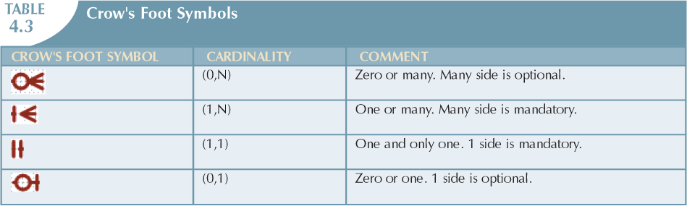 TABLE
4.3
Crow's Foot Symbols
CROW'S FOOT SYMBOL CARDINALITY COMMENT
(0,N) Zero or many. Many side is optional.
(1,N) One or many. Many side is mandatory.
(1,1) One and only one. 1 side is mandatory.
(0,1) Zero or one. 1 side is optional.